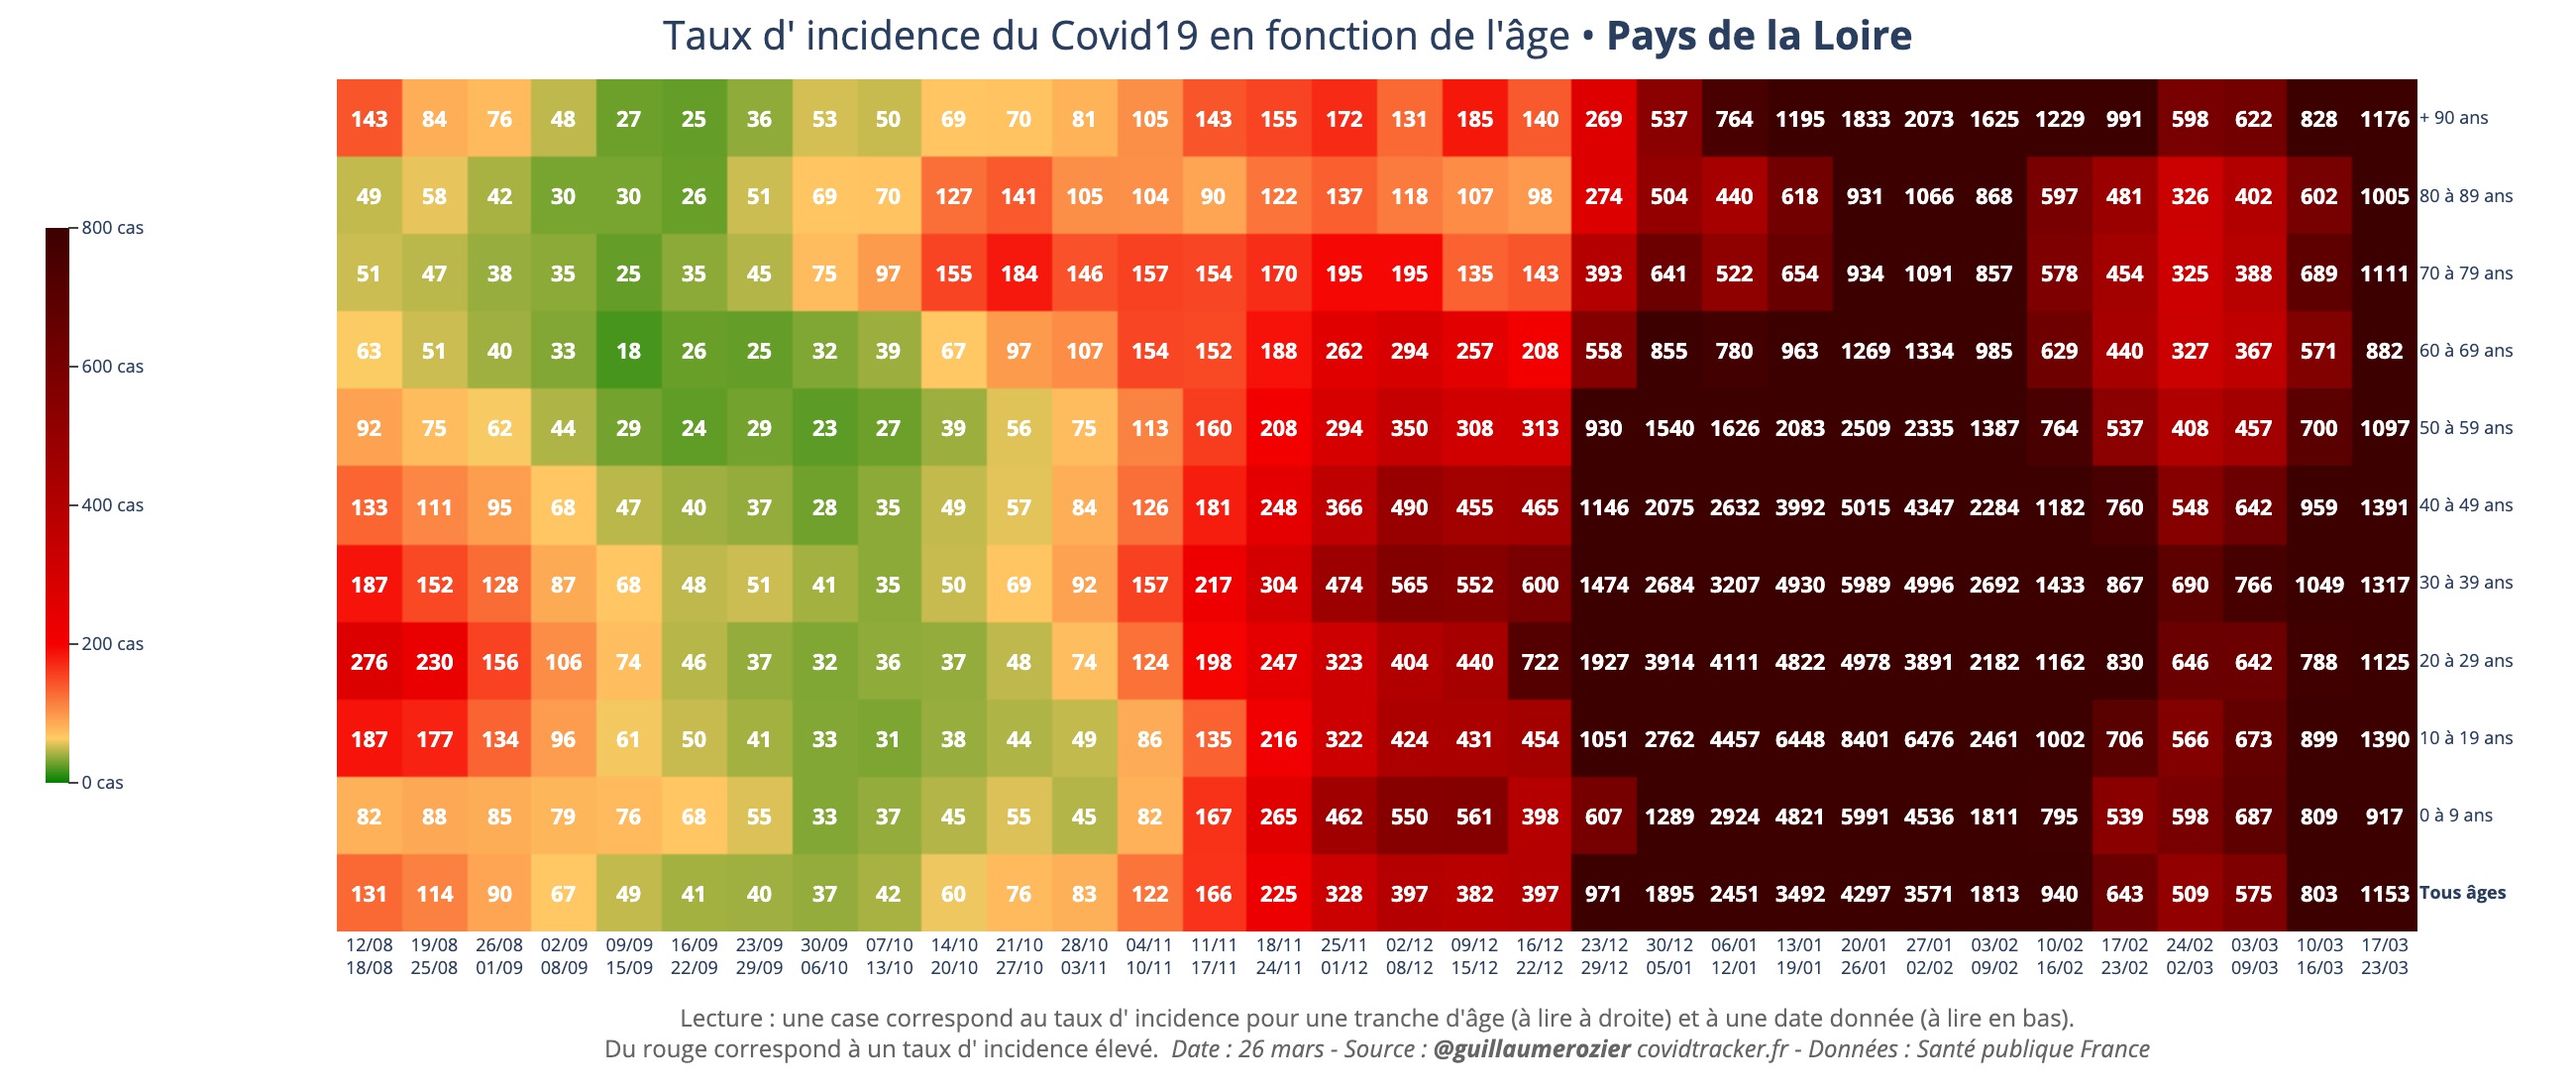 Taux d' incidence du Covid19 en fonction de l'âge • Pays de la Loire
800 cas
600 cas
400 cas
200 cas
0 cas
143 84 76 48 27 25 36 53 50 69 70 81 105 143 155 172 131 185 140 269 537 764 1195 1833 2073 1625 1229 991 598 622 828 1176 + 90 ans
49 58 42 30 30 26 51 69 70 127 141 105 104 90 122 137 118 107 98 274 504 440 618 931 1066 868 597 481 326 402 602 1005 80 à 89 ans
51 47 38 35 25 35 45 75 97 155 184 146 157 154 170 195 195 135 143 393 641 522 654 934 1091 857 578 454 325 388 689 1111 70 à 79 ans
63 51 40 33 18 26 25 32 39 67 97 107 154 152 188 262 294 257 208 558 855 780 963 1269 1334 985 629 440 327 367 571 882 60 à 69 ans
92 75 62 44 29 24 29 23 27 39 56 75 113 160 208 294 350 308 313 930 1540 1626 2083 2509 2335 1387 764 537 408 457 700 1097 50 à 59 ans
133 111 95 68 47 40 37 28 35 49 57 84 126 181 248 366 490 455 465 1146 2075 2632 3992 5015 4347 2284 1182 760 548 642 959 1391 40 à 49 ans
187 152 128 87 68 48 51 41 35 50 69 92 157 217 304 474 565 552 600 1474 2684 3207 4930 5989 4996 2692 1433 867 690 766 1049 1317 30 à 39 ans
276 230 156 106 74 46 37 32 36 37 48 74 124 198 247 323 404 440 722 1927 3914 4111 4822 4978 3891 2182 1162 830 646 642 788 1125 20 à 29 ans
187 177 134 96 61 50 41 33 31 38 44 49 86 135 216 322 424 431 454 1051 2762 4457 6448 8401 6476 2461 1002 706 566 673 899 1390 10 à 19 ans
82 88 85 79 76 68 55 33 37 45 55 45 82 167 265 462 550 561 398 607 1289 2924 4821 5991 4536 1811 795 539 598 687 809 917 0 à 9 ans
131 114 90 67 49 41 40 37 42 60 76 83 122 166 225 328 397 382 397 971 1895 2451 3492 4297 3571 1813 940 643 509 575 803 1153 Tous âges
12/08 19/08 26/08 02/09 09/09 16/09 23/09 30/09 07/10 14/10 21/10 28/10 04/11 11/11 18/11 25/11 02/12 09/12 16/12 23/12 30/12 06/01 13/01 20/01 27/01 03/02 10/02 17/02 24/02 03/03 10/03 17/03
18/08 25/08 01/09 08/09 15/09 22/09 29/09 06/10 13/10 20/10 27/10 03/11 10/11 17/11 24/11 01/12 08/12 15/12 22/12 29/12 05/01 12/01 19/01 26/01 02/02 09/02 16/02 23/02 02/03 09/03 16/03 23/03
Lecture : une case correspond au taux d' incidence pour une tranche d'âge (à lire à droite) et à une date donnée (à lire en bas).
Du rouge correspond à un taux d' incidence élevé. Date : 26 mars - Source : @guillaumerozier covidtracker.fr - Données : Santé publique France